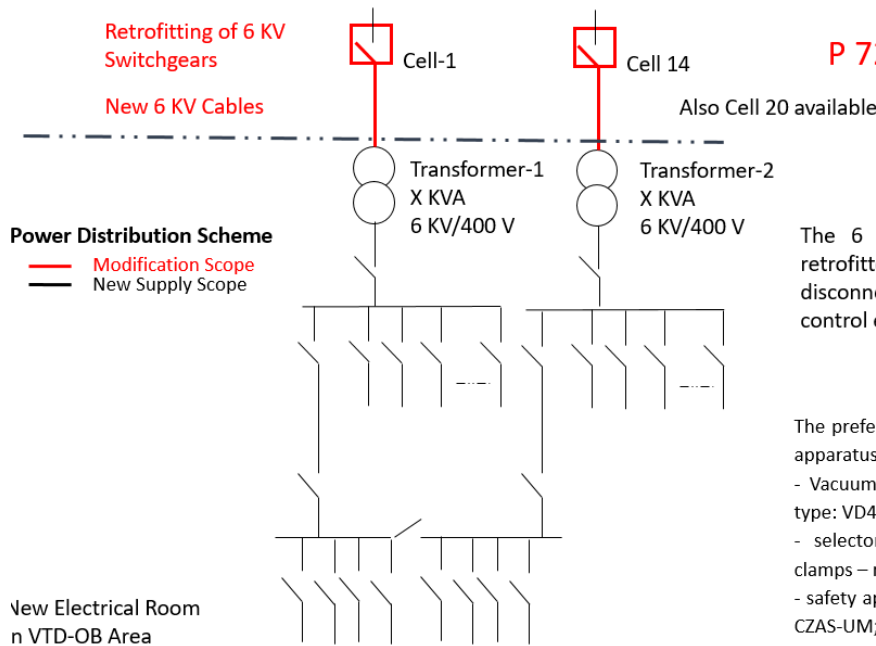 Retrofitting of 6 KV
Switchgears
Cell-1
Cell 14
P 7
New 6 KV Cables
Also Cell 20 available
Transformer-1
X KVA
6 KV/400 V
Transformer-2
X KVA
6 KV/400 V
Power Distribution Scheme
Modification Scope
New Supply Scope
The 6
retrofitt
disconne
control
The prefe
apparatus
- Vacuum
type: VD4
- selector
clamps –
- safety ap
CZAS-UM;
New Electrical Room
n VTD-OB Area